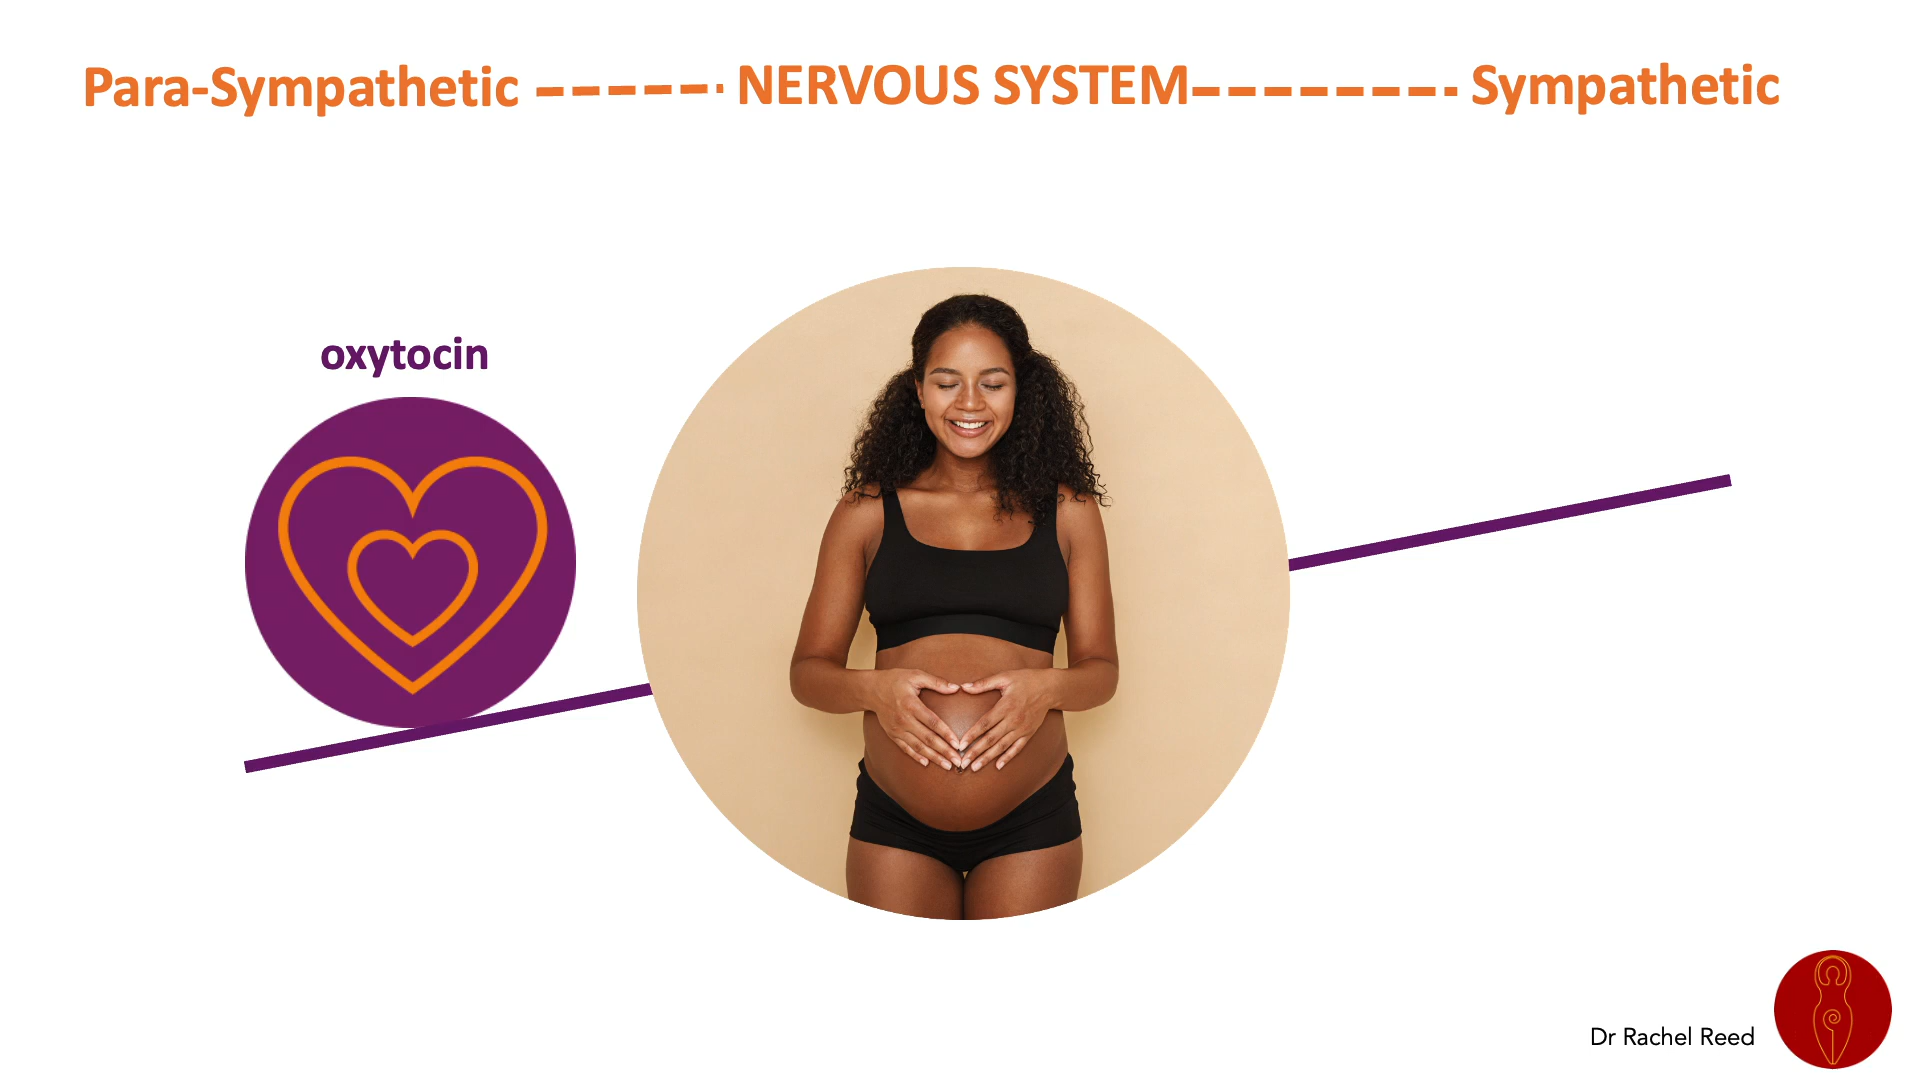 Para-Sympathetic ------· NERVOUS SYSTEM-------- Sympathetic
oxytocin
Dr Rachel Reed